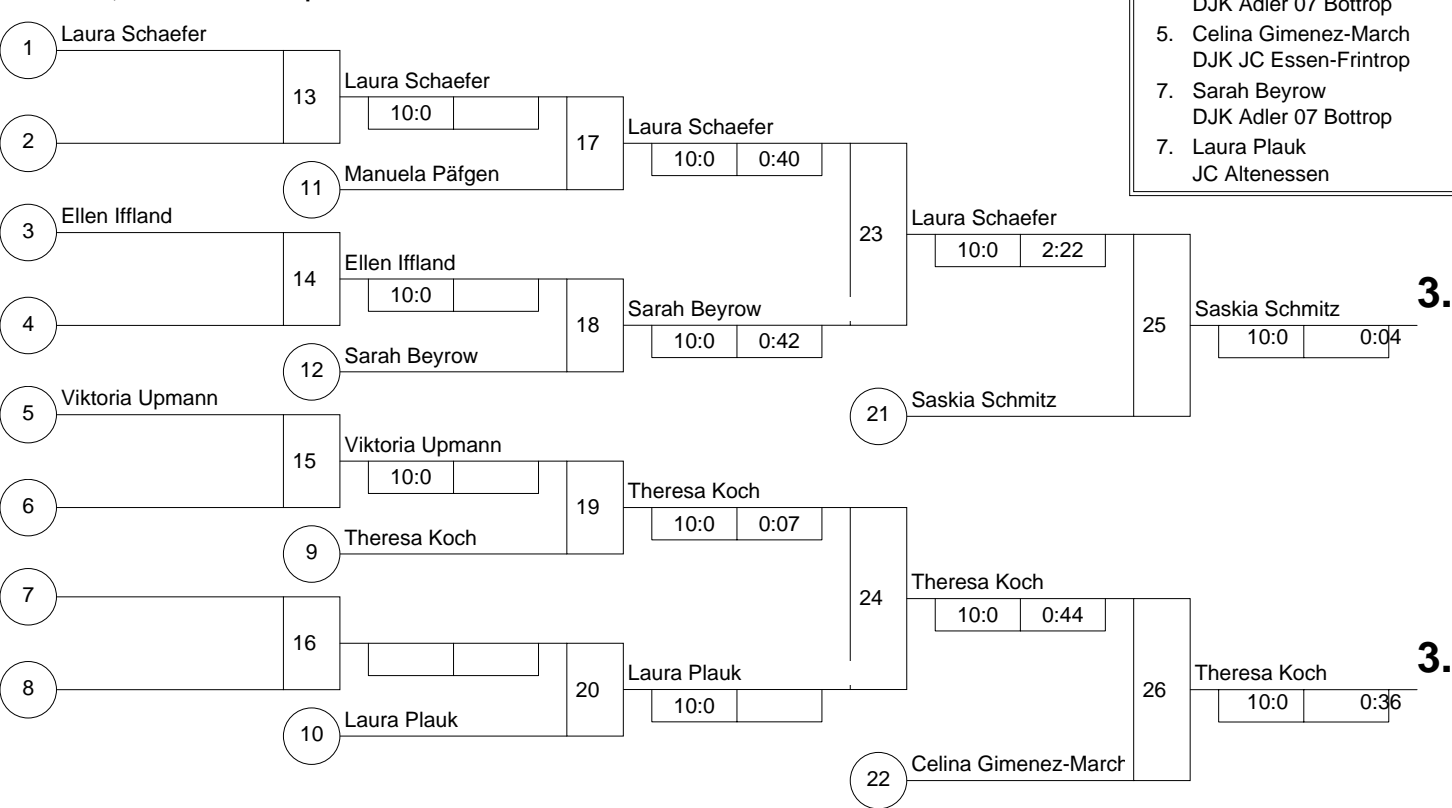 DJK Adler 07 Bottrop
5. Celina Gimenez-March
DJK JC Essen-Frintrop
7. Sarah Beyrow
DJK Adler 07 Bottrop
7. Laura Plauk
JC Altenessen
1 Laura Schaefer
13 Laura Schaefer
10:0
2
17 Laura Schaefer
10:0 0:40
11 Manuela Päfgen
3 Ellen Iffland
23 Laura Schaefer
10:0 2:22
14 Ellen Iffland
10:0
4
18 Sarah Beyrow
10:0 0:42
12 Sarah Beyrow
25 Saskia Schmitz 3.
10:0 0:04
5 Viktoria Upmann
21 Saskia Schmitz
15 Viktoria Upmann
10:0
6
19 Theresa Koch
10:0 0:07
9 Theresa Koch
7
24 Theresa Koch
10:0 0:44
16
8
20 Laura Plauk
10:0
10 Laura Plauk
26 Theresa Koch 3.
10:0 0:36
22 Celina Gimenez-March